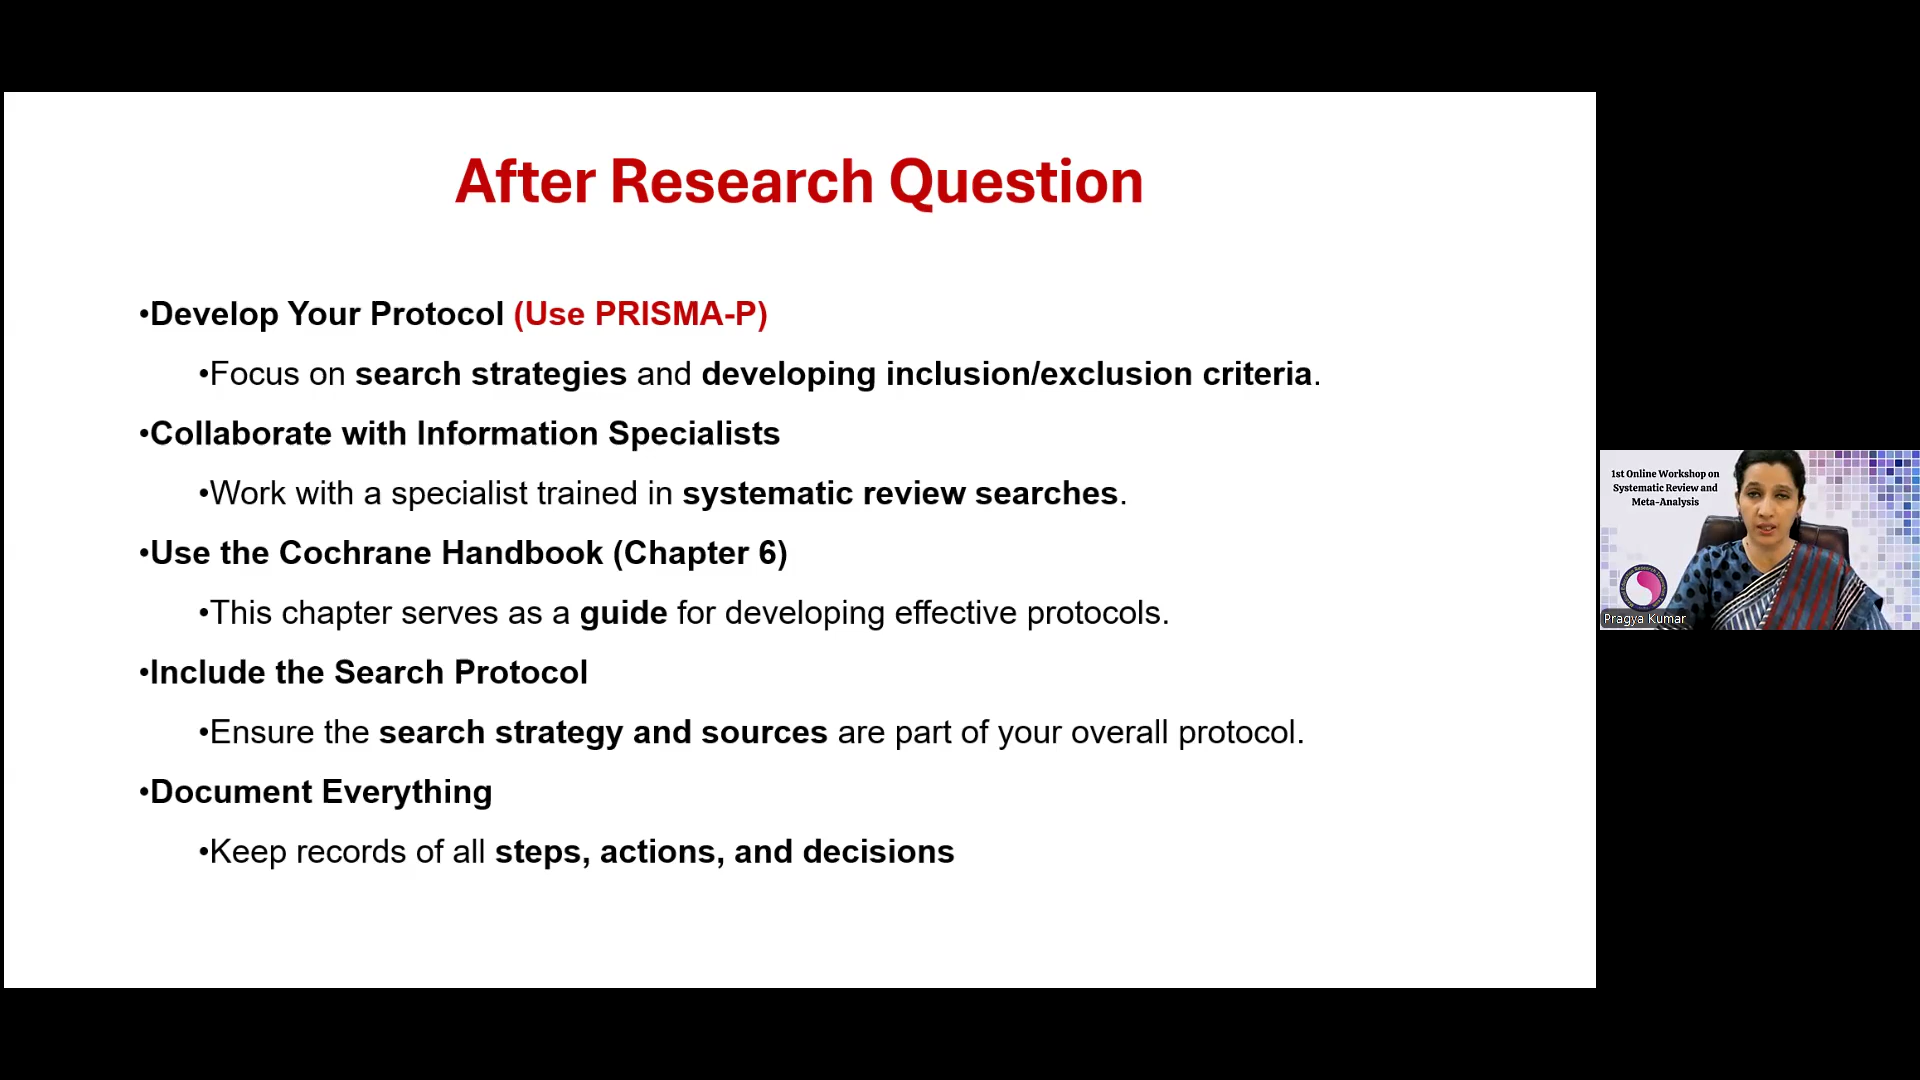 After Research Question
•Develop Your Protocol (Use PRISMA-P)
•Focus on search strategies and developing inclusion/exclusion criteria.
•Collaborate with Information Specialists
•Work with a specialist trained in systematic review searches.
•Use the Cochrane Handbook (Chapter 6)
•This chapter serves as a guide for developing effective protocols.
•Include the Search Protocol
•Ensure the search strategy and sources are part of your overall protocol.
•Document Everything
•Keep records of all steps, actions, and decisions
1st Online Workshop on
Systematic Review and
Meta-Analysis
Pragya Kumar